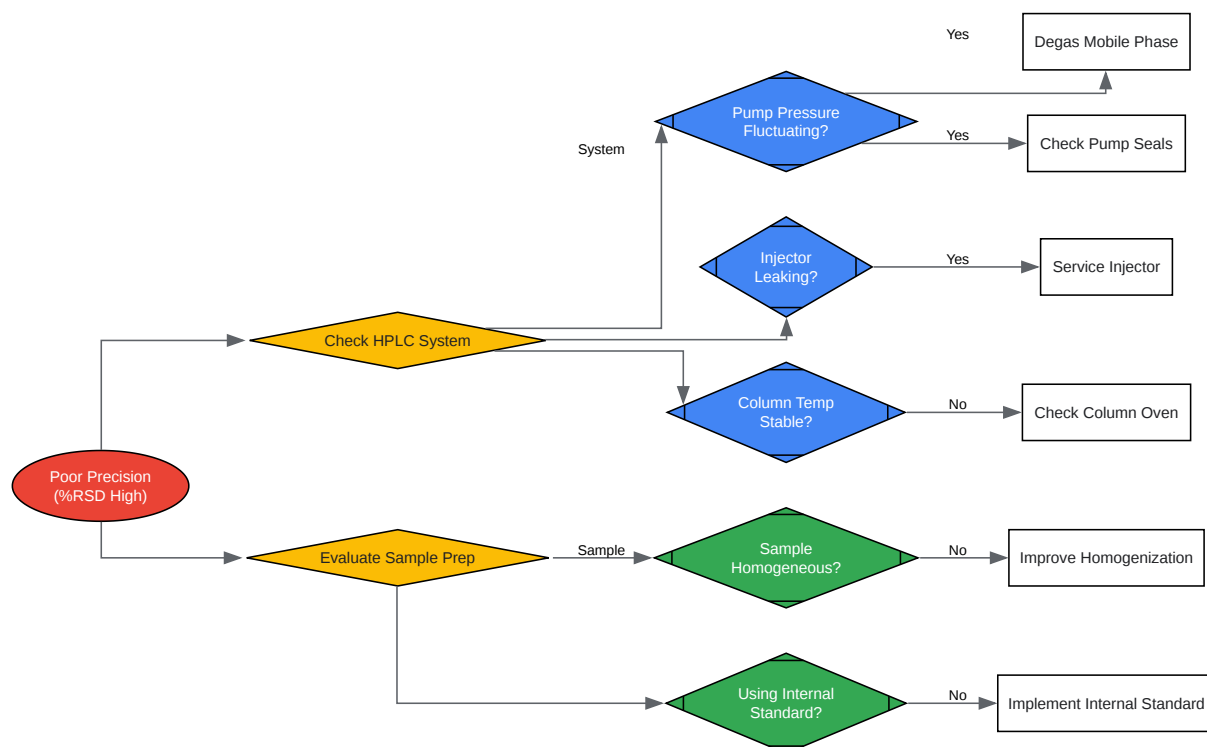 Yes
Degas Mobile Phase
Pump Pressure
Fluctuating?
Yes
Check Pump Seals
System
Injector
Leaking?
Yes
Service Injector
Check HPLC System
Column Temp
Stable?
No
Check Column Oven
Poor Precision
(%RSD High)
Evaluate Sample Prep
Sample
Sample
Homogeneous?
No
Improve Homogenization
Using Internal
Standard?
No
Implement Internal Standard